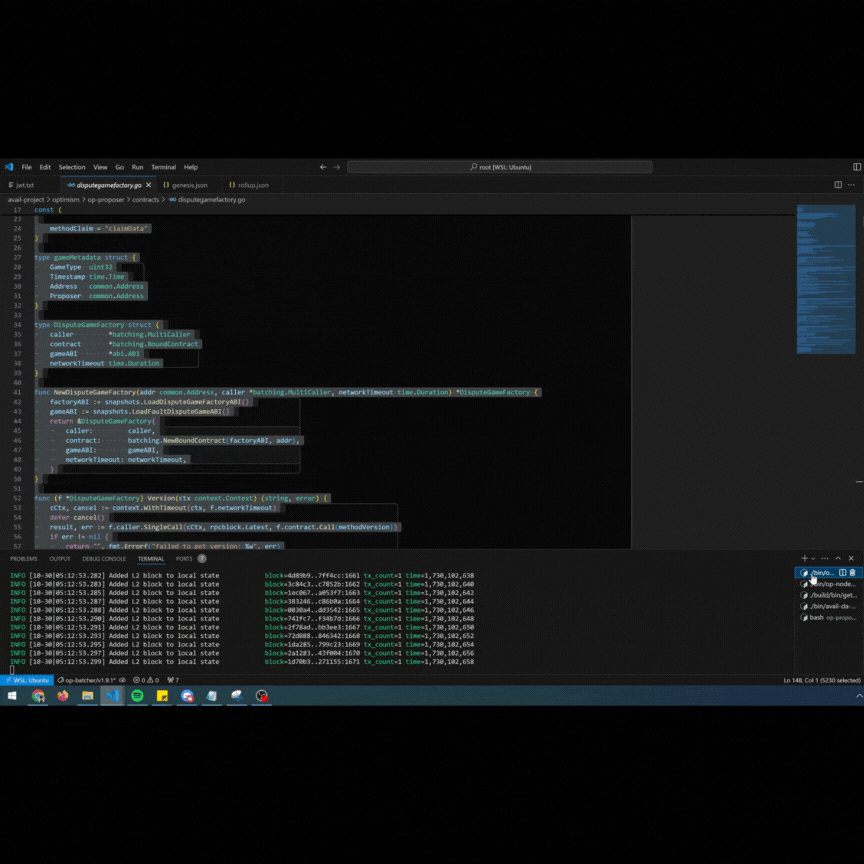 File Edit Selection View Go Run Terminal Help
root [WSL: Ubuntu]
jwt.txt disputegamefactory.go genesis.json rollup.json
avail-project > optimism > op-proposer > contracts > disputegamefactory.go
17 const (
23
24 methodClaim = "claimData"
25 )
26
27 type gameMetadata struct {
28 GameType uint32
29 Timestamp time.Time
30 Address common.Address
31 Proposer common.Address
32 }
33
34 type DisputeGameFactory struct {
35 caller *batching.MultiCaller
36 contract *batching.BoundContract
37 gameABI *abi.ABI
38 networkTimeout time.Duration
39 }
40
41 func NewDisputeGameFactory(addr common.Address, caller *batching.MultiCaller, networkTimeout time.Duration) *DisputeGameFactory {
42 factoryABI := snapshots.LoadDisputeGameFactoryABI()
43 gameABI := snapshots.LoadFaultDisputeGameABI()
44 return &DisputeGameFactory{
45 caller: caller,
46 contract: batching.NewBoundContract(factoryABI, addr),
47 gameABI: gameABI,
48 networkTimeout: networkTimeout,
49 }
50 }
51
52 func (f *DisputeGameFactory) Version(ctx context.Context) (string, error) {
53 cCtx, cancel := context.WithTimeout(ctx, f.networkTimeout)
54 defer cancel()
55 result, err := f.caller.SingleCall(cCtx, rpcblock.Latest, f.contract.Call(methodVersion))
56 if err != nil {
57 return "", fmt.Errorf("failed to get version: %w", err)
PROBLEMS OUTPUT DEBUG CONSOLE TERMINAL PORTS 7
INFO [10-30|05:12:53.282] Added L2 block to local state block=4d89b9..7ff4cc:1661 tx_count=1 time=1,730,102,638
INFO [10-30|05:12:53.283] Added L2 block to local state block=3c84c3..c7852b:1662 tx_count=1 time=1,730,102,640
INFO [10-30|05:12:53.285] Added L2 block to local state block=1ec067..a053f7:1663 tx_count=1 time=1,730,102,642
INFO [10-30|05:12:53.287] Added L2 block to local state block=383246..c86b0a:1664 tx_count=1 time=1,730,102,644
INFO [10-30|05:12:53.288] Added L2 block to local state block=0830a4..dd3542:1665 tx_count=1 time=1,730,102,646
INFO [10-30|05:12:53.290] Added L2 block to local state block=741fc7..f34b7d:1666 tx_count=1 time=1,730,102,648
INFO [10-30|05:12:53.291] Added L2 block to local state block=2f78ad..bb3ee3:1667 tx_count=1 time=1,730,102,650
INFO [10-30|05:12:53.293] Added L2 block to local state block=72d088..846342:1668 tx_count=1 time=1,730,102,652
INFO [10-30|05:12:53.295] Added L2 block to local state block=1da285..799c23:1669 tx_count=1 time=1,730,102,654
INFO [10-30|05:12:53.298] Added L2 block to local state block=2a1281..43f004:1670 tx_count=1 time=1,730,102,656
INFO [10-30|05:12:53.299] Added L2 block to local state block=1d70b3..271155:1671 tx_count=1 time=1,730,102,658
/bin/o...
/bin/op-node...
./build/bin/get...
./bin/avail-da-...
bash op-propo...
WSL: Ubuntu op-batcher/v1.9.1* 0 0 7 Ln 148, Col 1 (5230 selected)